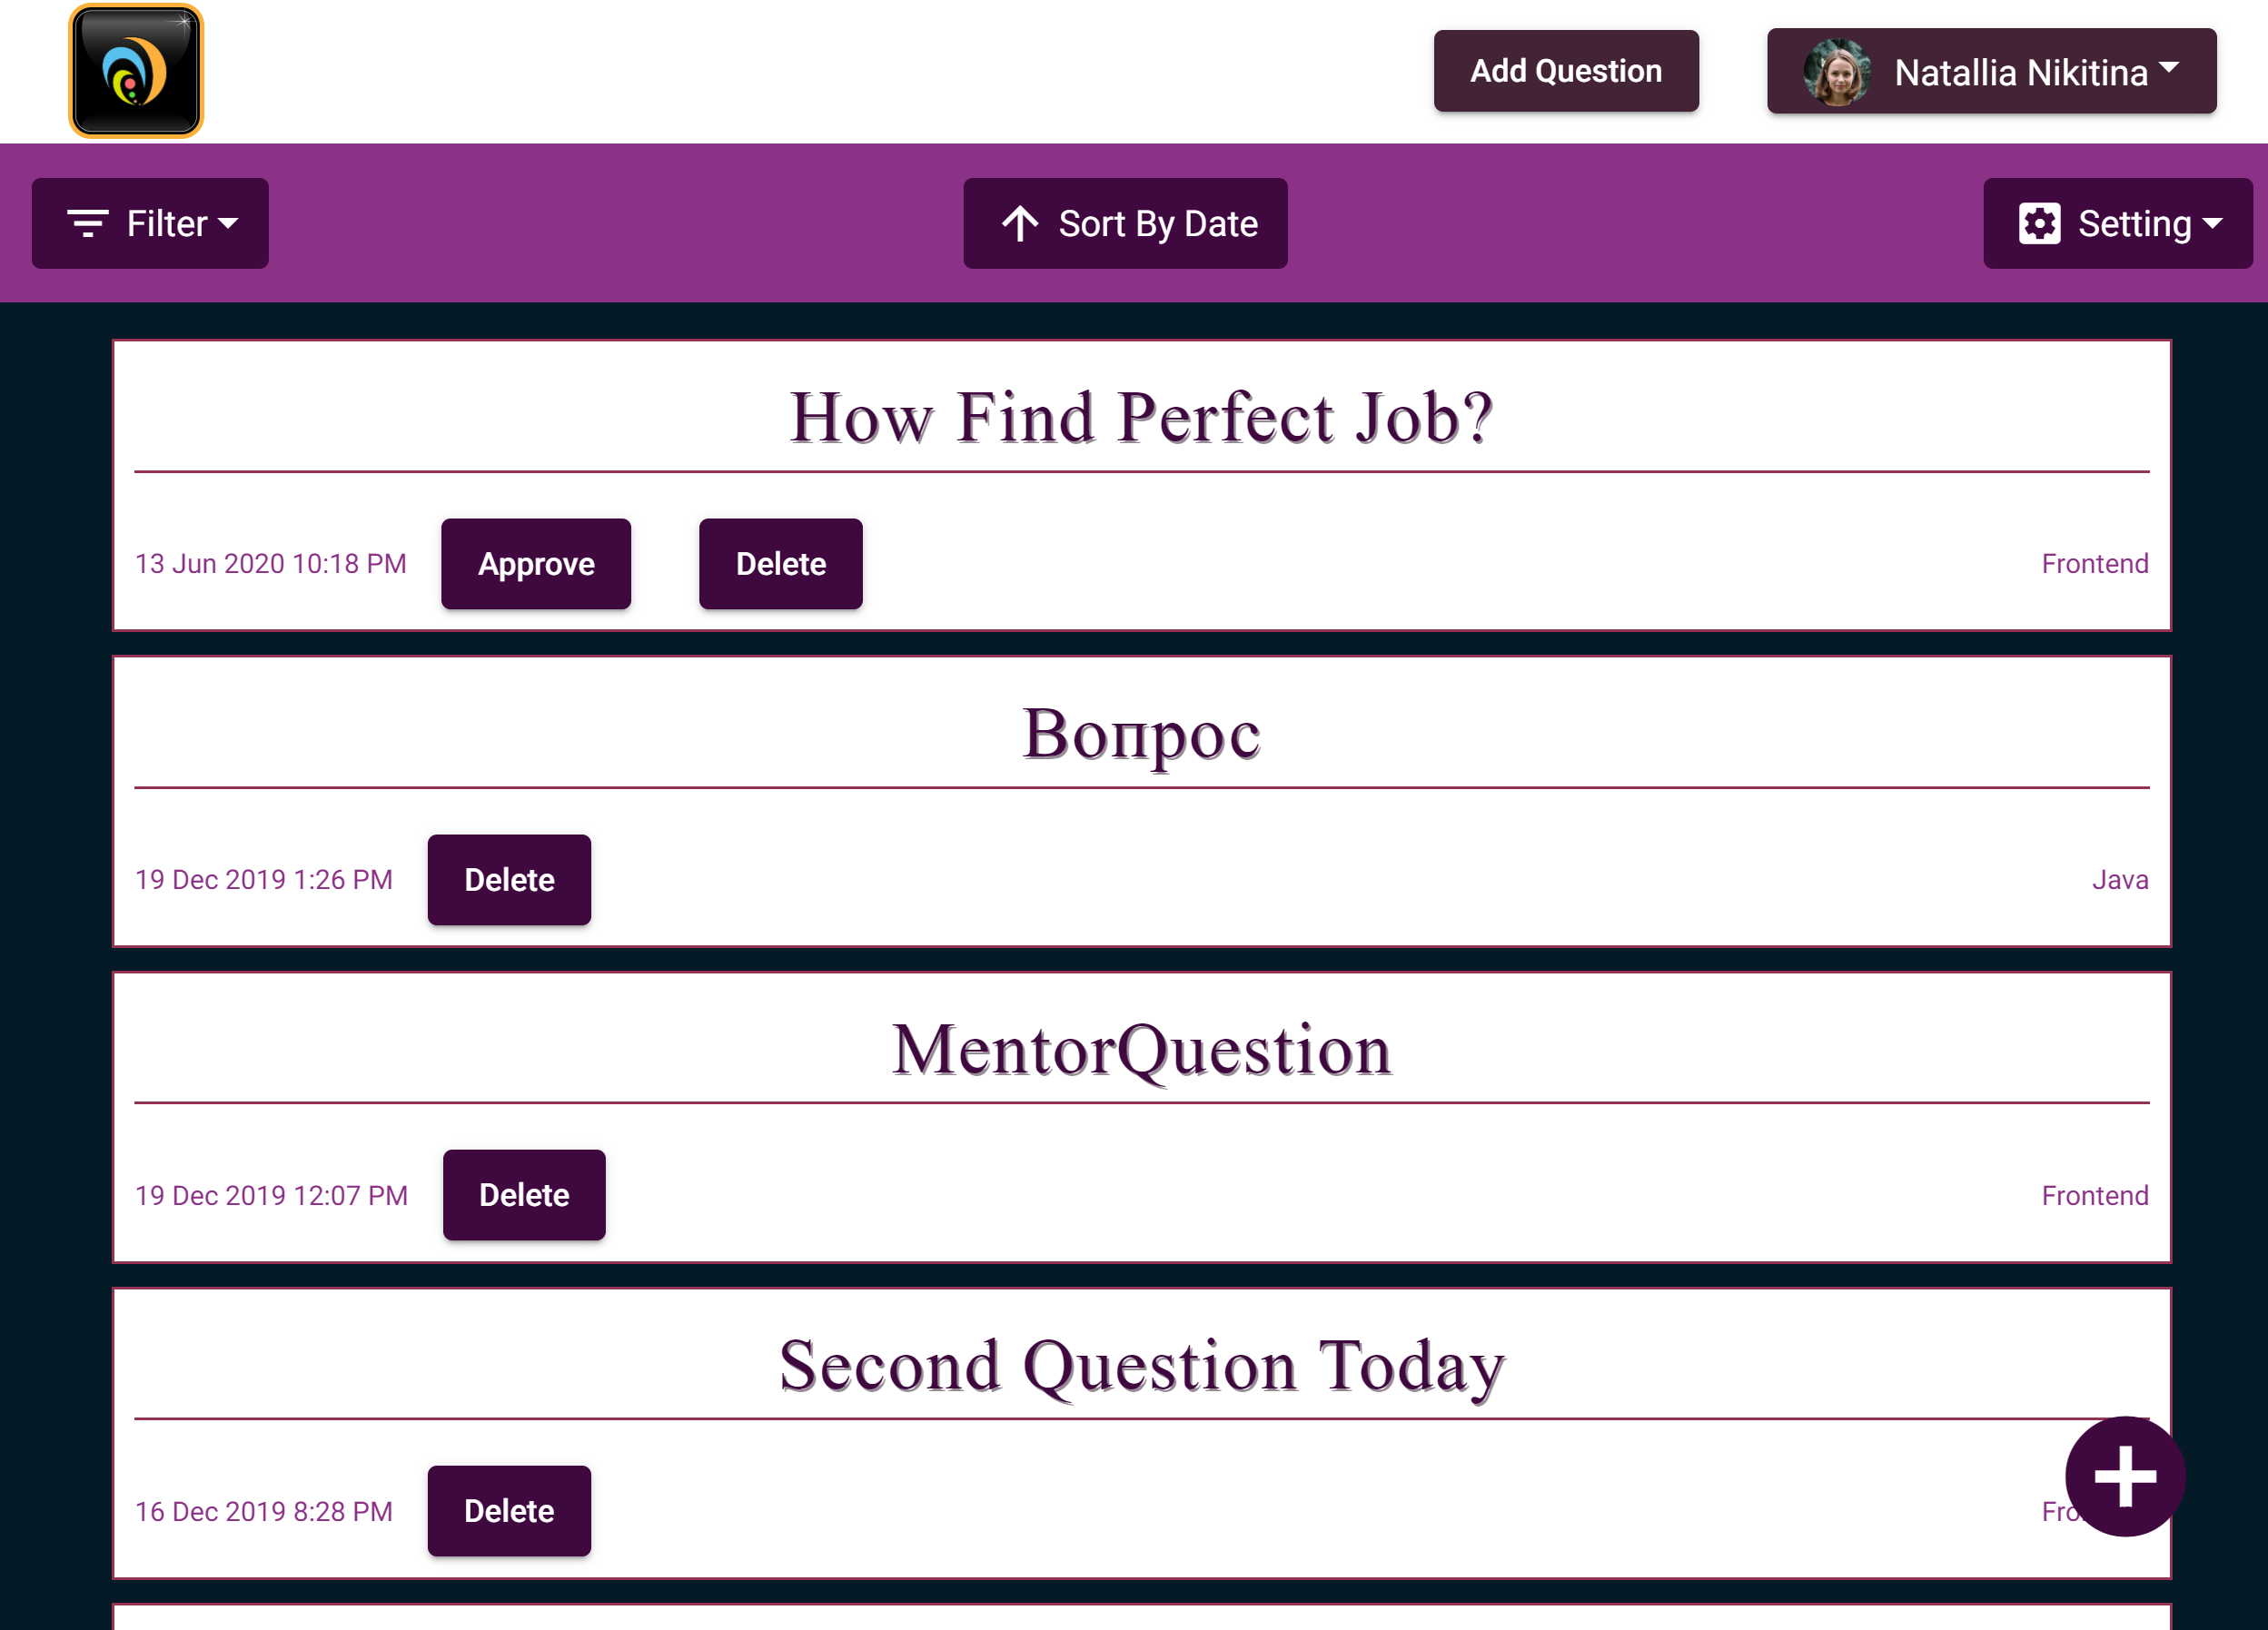 Add Question
Natallia Nikitina
Filter
Sort By Date
Setting
How Find Perfect Job?
13 Jun 2020 10:18 PM
Approve
Delete
Frontend
Вопрос
19 Dec 2019 1:26 PM
Delete
Java
MentorQuestion
19 Dec 2019 12:07 PM
Delete
Frontend
Second Question Today
16 Dec 2019 8:28 PM
Delete